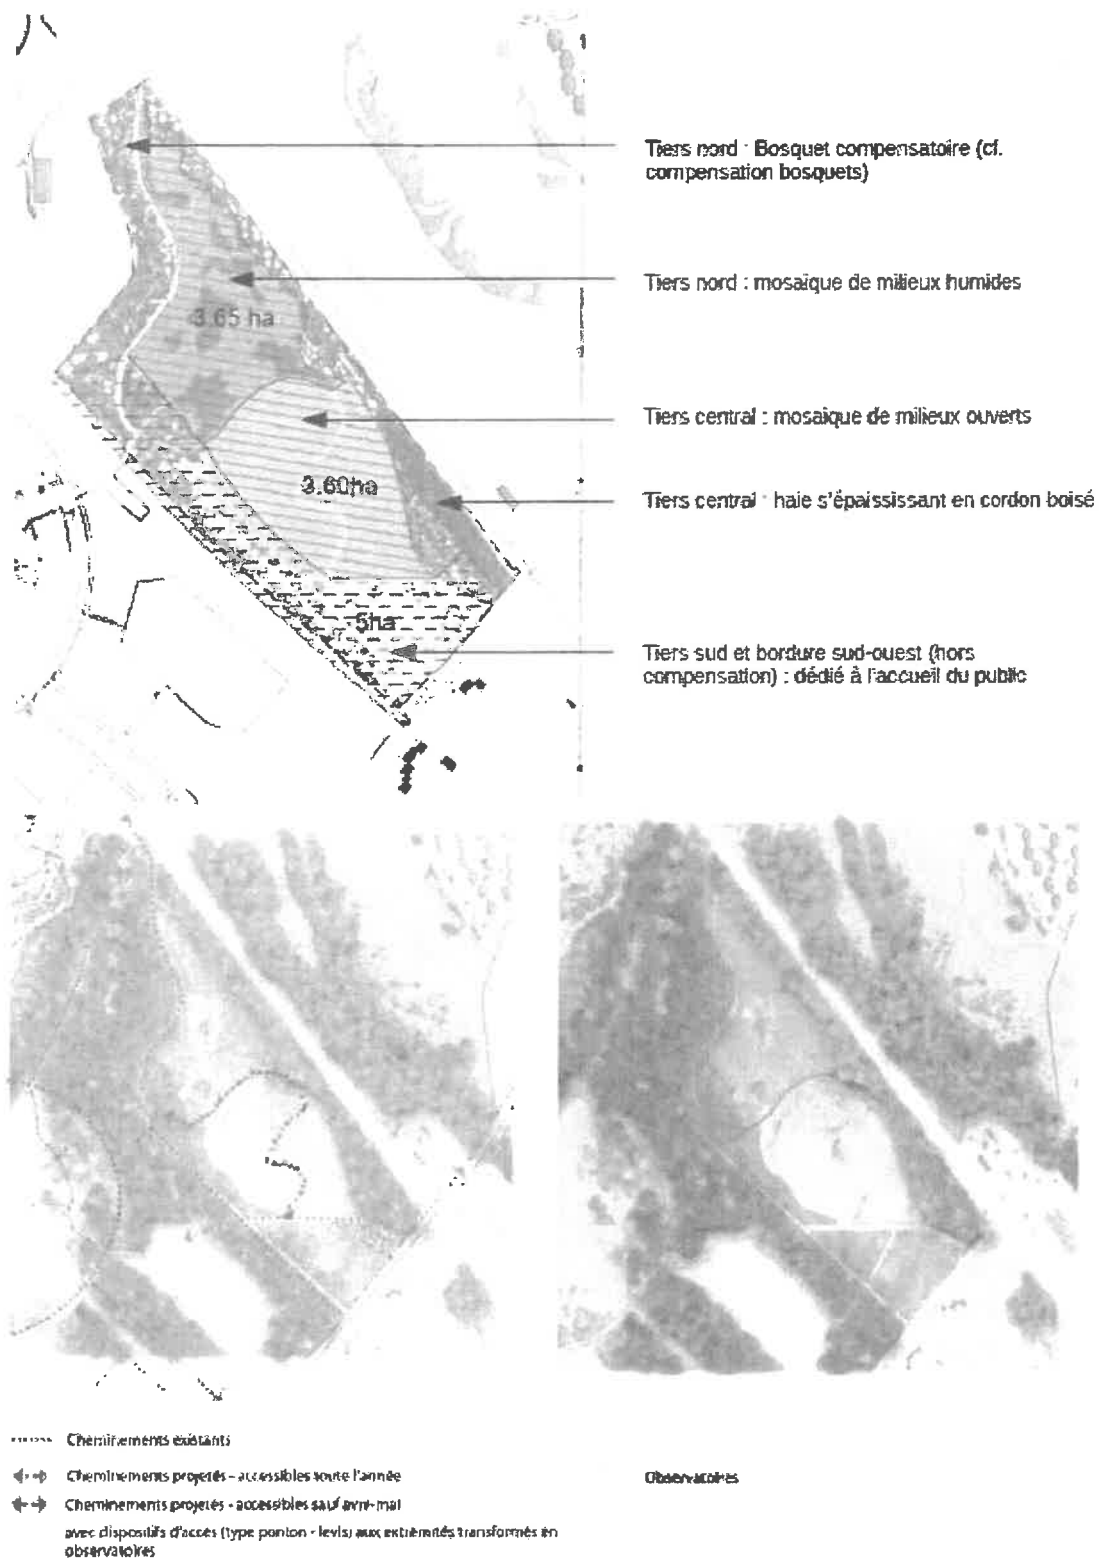 Tiers nord : Bosquet compensatoire (cf.
compensation bosquets)
Tiers nord : mosaïque de milieux humides
3.65 ha
Tiers central : mosaïque de milieux ouverts
3.60ha
Tiers central : haie s'épaississant en cordon boisé
5ha
Tiers sud et bordure sud-ouest (hors
compensation) : dédié à l'accueil du public
Cheminements existants
Cheminements projetés - accessibles toute l'année
Observatoires
Cheminements projetés - accessibles sauf avril-mai
avec dispositifs d'accès (type ponton - levis) aux extrémités transformés en
observatoires